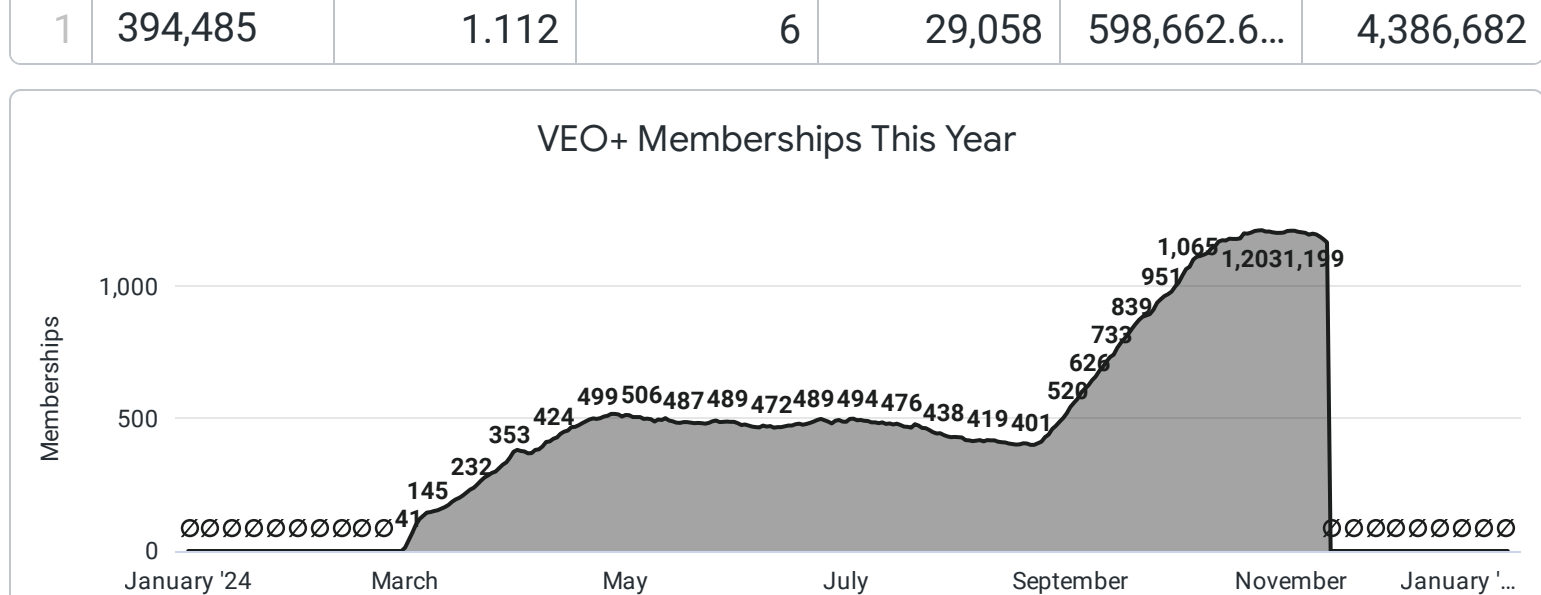 1 394,485 1.112 6 29,058 598,662.6… 4,386,682
VEO+ Memberships This Year
Memberships
1,000
500
0
∅∅∅∅∅∅∅∅∅∅ 41 145 232 353 424 499 506 487 489 472 489 494 476 438 419 401 520 626 733 839 951 1,065 1,203 1,199 ∅∅∅∅∅∅∅∅∅
January '24 March May July September November January '…